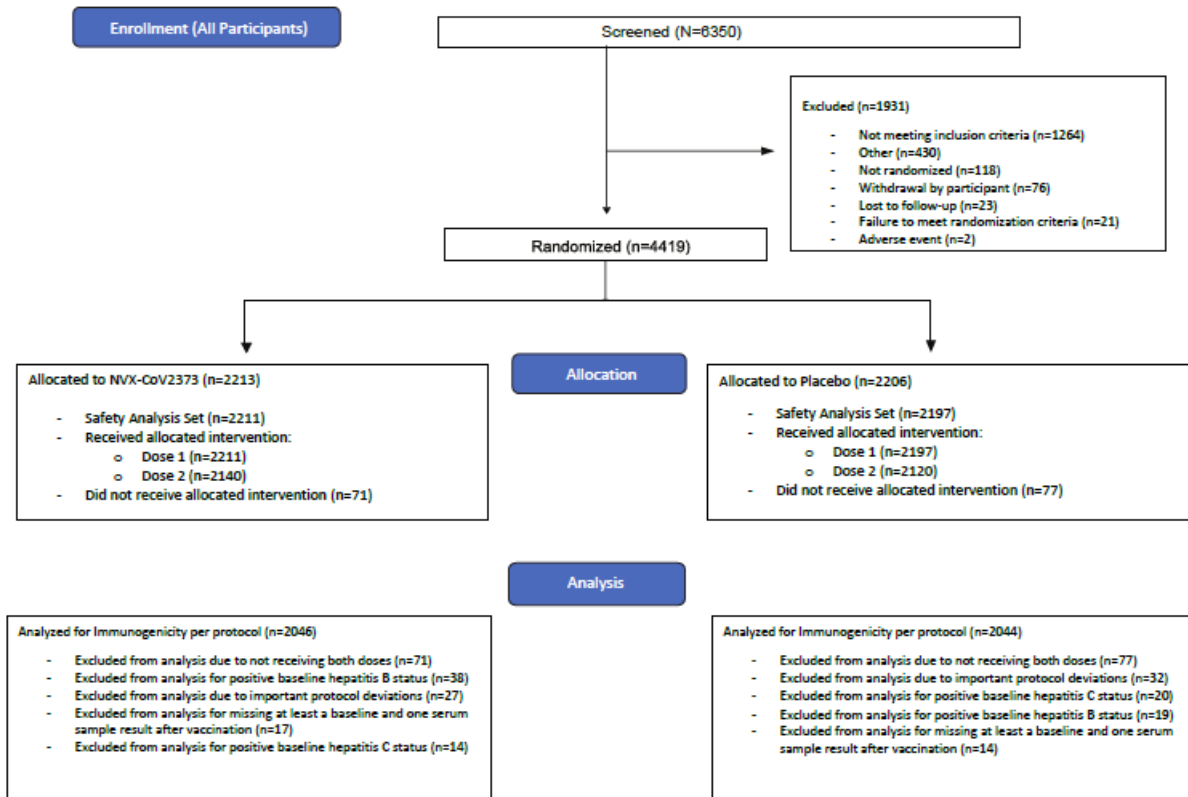 Enrollment (All Participants)
Screened (N=6350)
Excluded (n=1931)
- Not meeting inclusion criteria (n=1264)
- Other (n=430)
- Not randomized (n=118)
- Withdrawal by participant (n=76)
- Lost to follow-up (n=23)
- Failure to meet randomization criteria (n=21)
- Adverse event (n=2)
Randomized (n=4419)
Allocation
Allocated to NVX-CoV2373 (n=2213)
- Safety Analysis Set (n=2211)
- Received allocated intervention:
o Dose 1 (n=2211)
o Dose 2 (n=2140)
- Did not receive allocated intervention (n=71)
Allocated to Placebo (n=2206)
- Safety Analysis Set (n=2197)
- Received allocated intervention:
o Dose 1 (n=2197)
o Dose 2 (n=2120)
- Did not receive allocated intervention (n=77)
Analysis
Analyzed for Immunogenicity per protocol (n=2046)
- Excluded from analysis due to not receiving both doses (n=71)
- Excluded from analysis for positive baseline hepatitis B status (n=38)
- Excluded from analysis due to important protocol deviations (n=27)
- Excluded from analysis for missing at least a baseline and one serum
sample result after vaccination (n=17)
- Excluded from analysis for positive baseline hepatitis C status (n=14)
Analyzed for Immunogenicity per protocol (n=2044)
- Excluded from analysis due to not receiving both doses (n=77)
- Excluded from analysis due to important protocol deviations (n=32)
- Excluded from analysis for positive baseline hepatitis C status (n=20)
- Excluded from analysis for positive baseline hepatitis B status (n=19)
- Excluded from analysis for missing at least a baseline and one serum
sample result after vaccination (n=14)